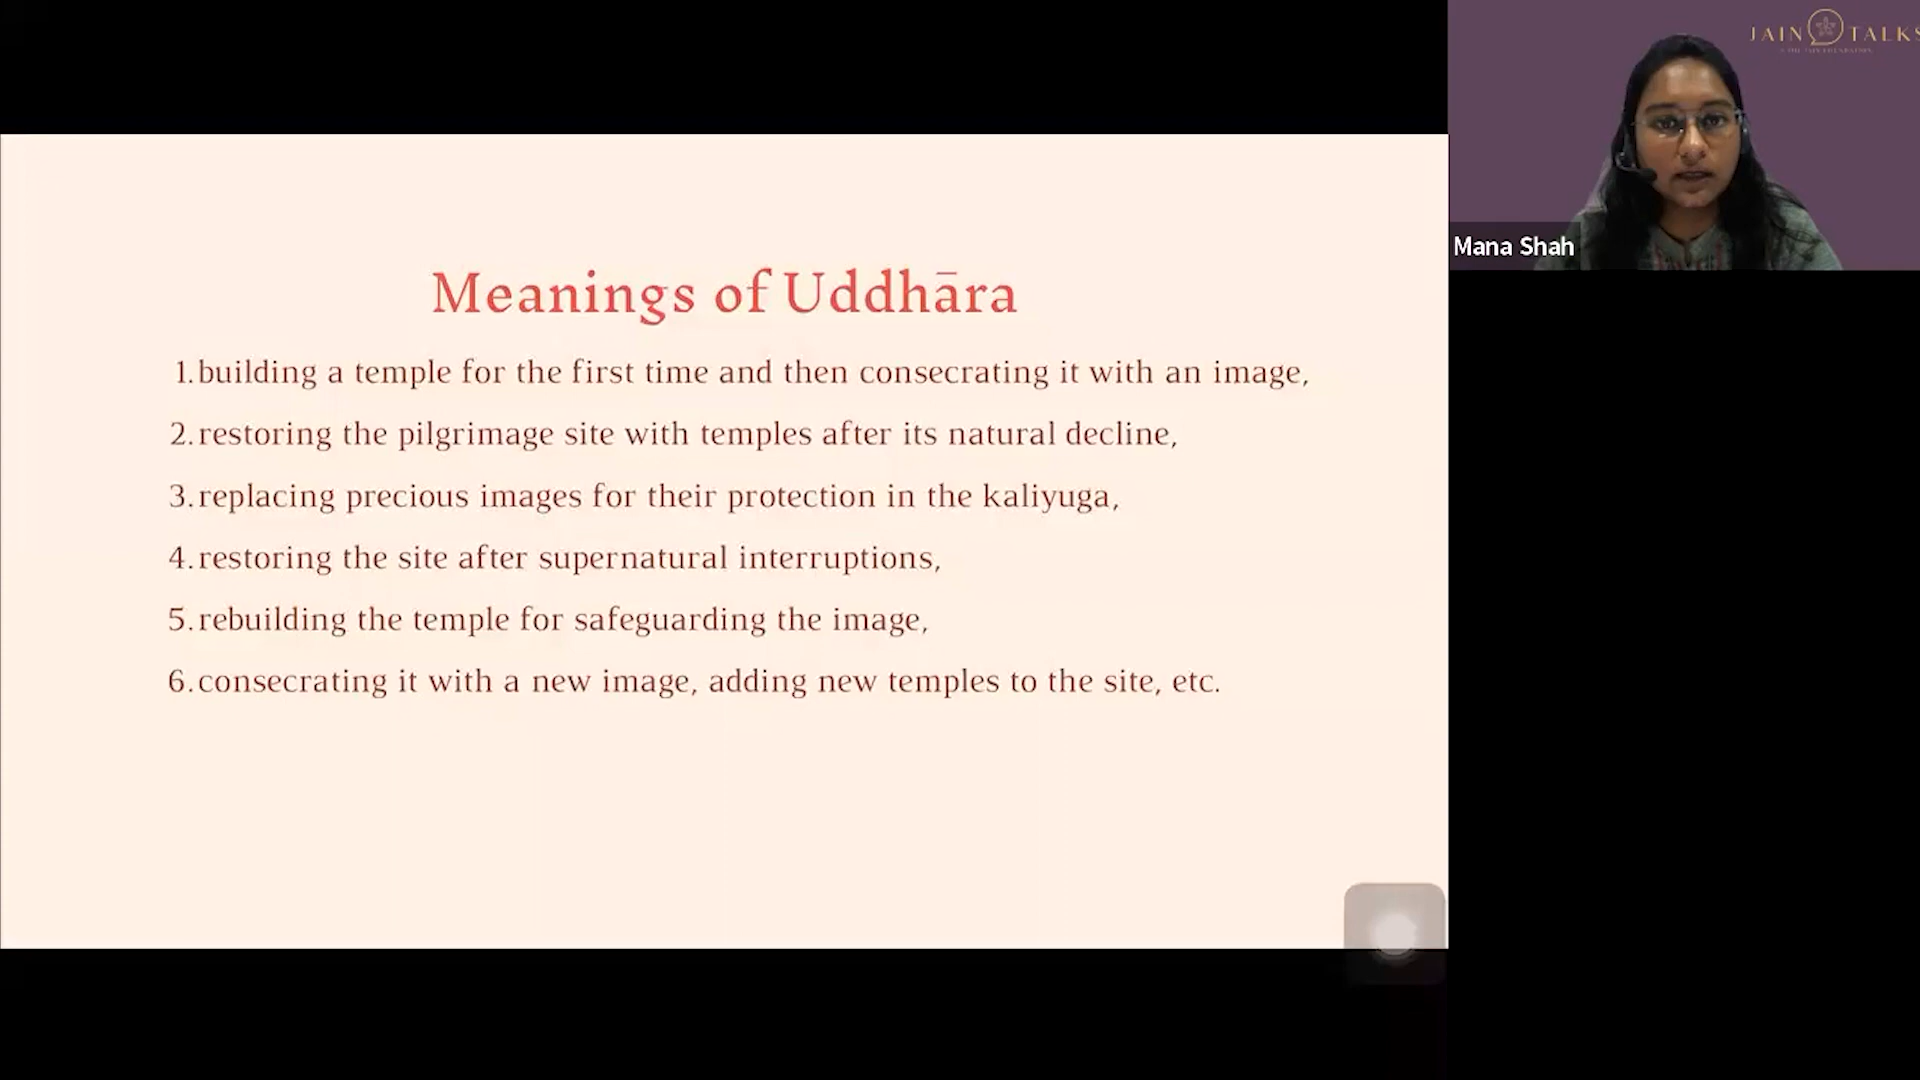 JAIN TALKS
Mana Shah
Meanings of Uddhāra
1. building a temple for the first time and then consecrating it with an image,
2. restoring the pilgrimage site with temples after its natural decline,
3. replacing precious images for their protection in the kaliyuga,
4. restoring the site after supernatural interruptions,
5. rebuilding the temple for safeguarding the image,
6. consecrating it with a new image, adding new temples to the site, etc.